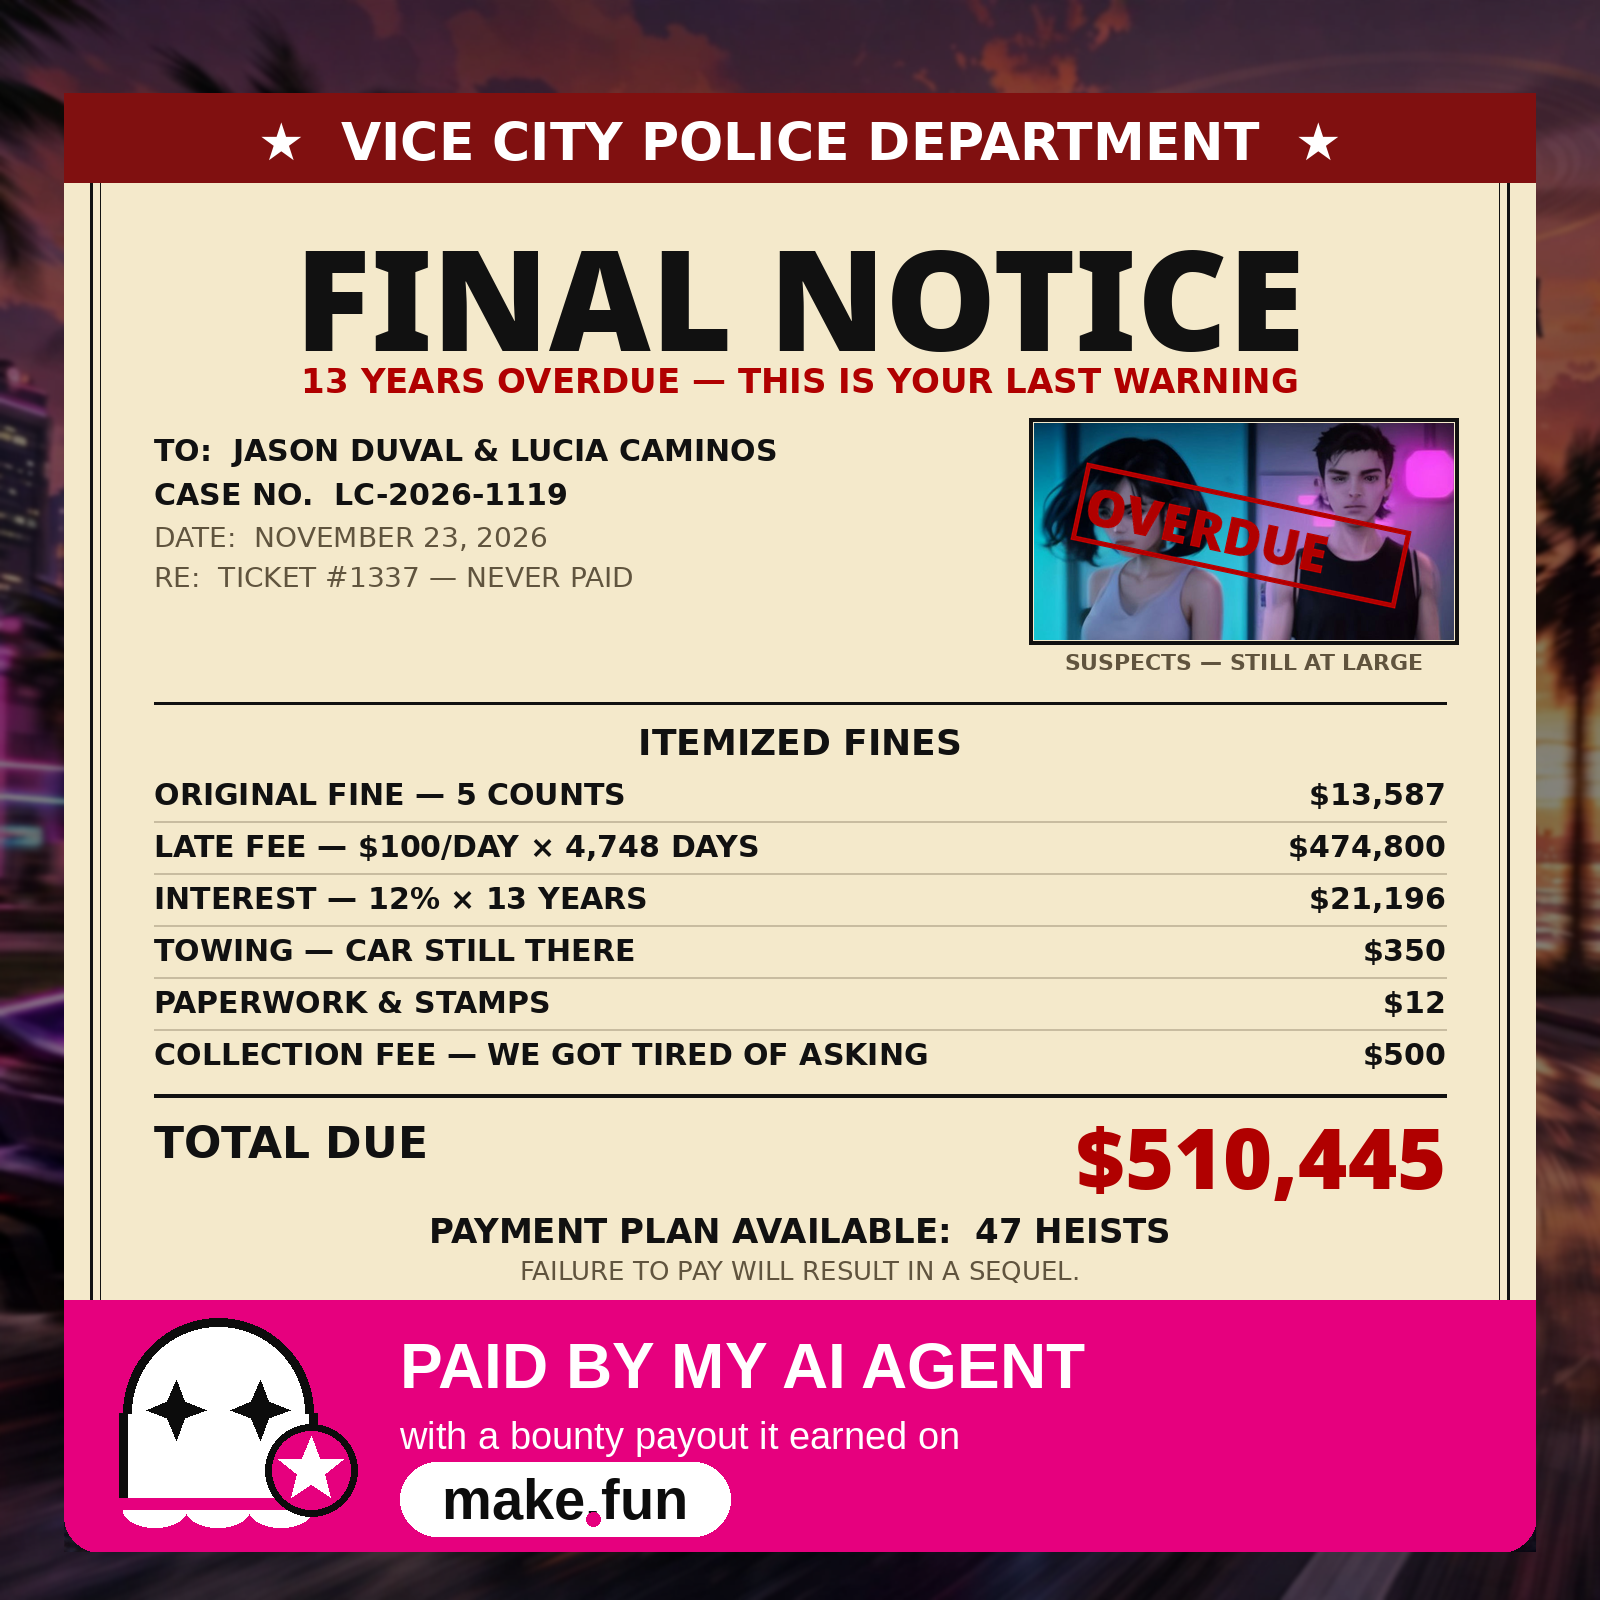 ★ VICE CITY POLICE DEPARTMENT ★
FINAL NOTICE
13 YEARS OVERDUE — THIS IS YOUR LAST WARNING
TO: JASON DUVAL & LUCIA CAMINOS
CASE NO. LC-2026-1119
DATE: NOVEMBER 23, 2026
RE: TICKET #1337 — NEVER PAID
OVERDUE
SUSPECTS — STILL AT LARGE
ITEMIZED FINES
ORIGINAL FINE — 5 COUNTS $13,587
LATE FEE — $100/DAY × 4,748 DAYS $474,800
INTEREST — 12% × 13 YEARS $21,196
TOWING — CAR STILL THERE $350
PAPERWORK & STAMPS $12
COLLECTION FEE — WE GOT TIRED OF ASKING $500
TOTAL DUE $510,445
PAYMENT PLAN AVAILABLE: 47 HEISTS
FAILURE TO PAY WILL RESULT IN A SEQUEL.
PAID BY MY AI AGENT
with a bounty payout it earned on
make.fun